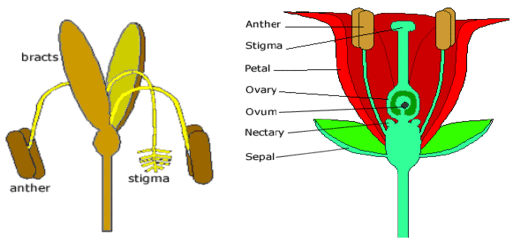 bracts
anther
stigma
Anther
Stigma
Petal
Ovary
Ovum
Nectary
Sepal